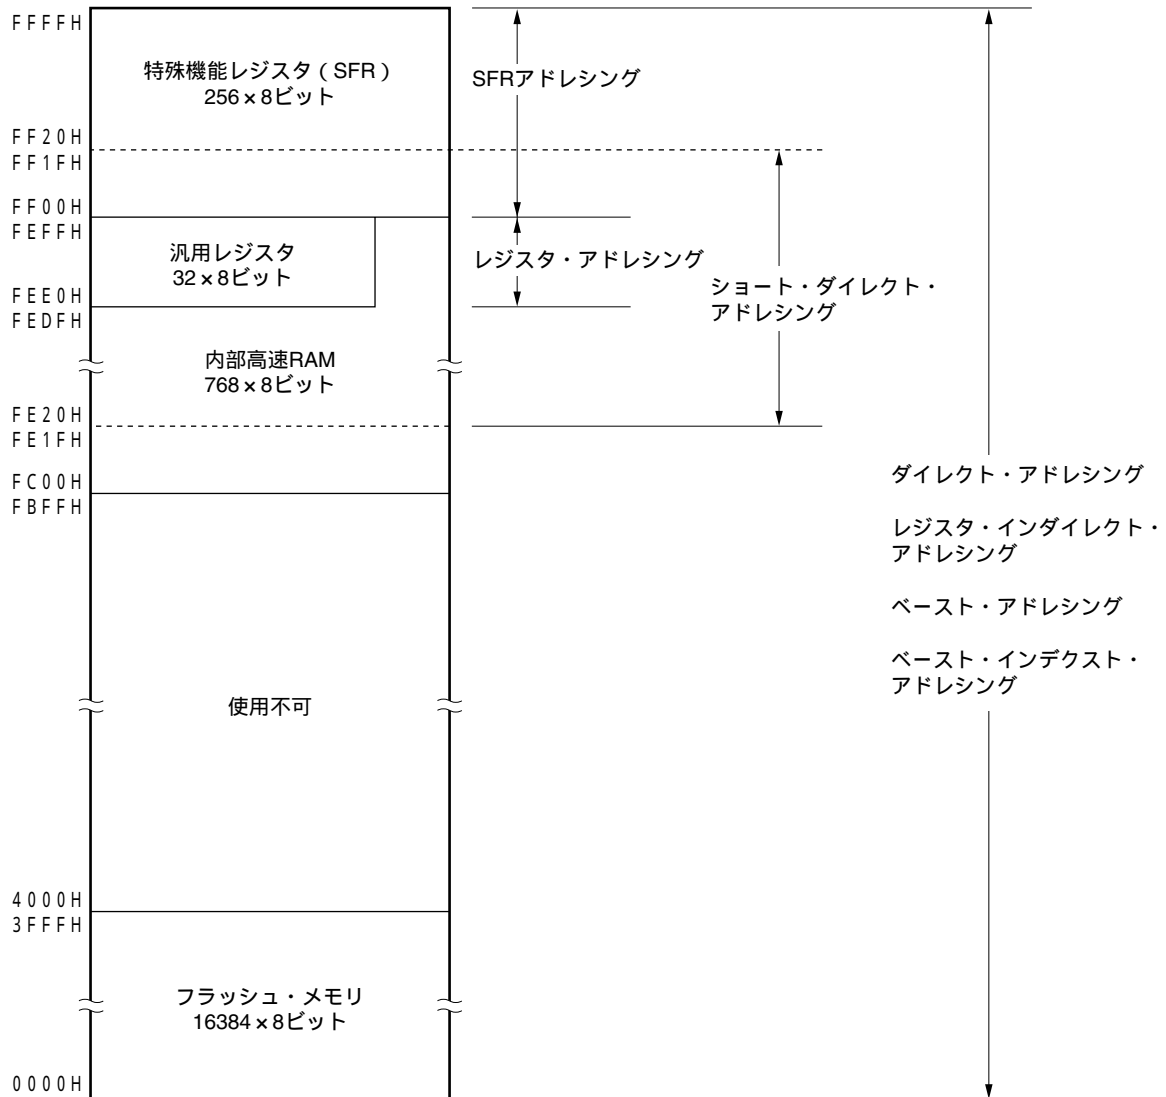 FFFFH
特殊機能レジスタ(SFR)
256×8ビット
SFRアドレシング
FF20H
FF1FH
FF00H
FEFFH
汎用レジスタ
32×8ビット
レジスタ・アドレシング
ショート・ダイレクト・
アドレシング
FEE0H
FEDFH
内部高速RAM
768×8ビット
FE20H
FE1FH
FC00H
FBFFH
ダイレクト・アドレシング
レジスタ・インダイレクト・
アドレシング
ベースト・アドレシング
ベースト・インデクスト・
アドレシング
使用不可
4000H
3FFFH
フラッシュ・メモリ
16384×8ビット
0000H